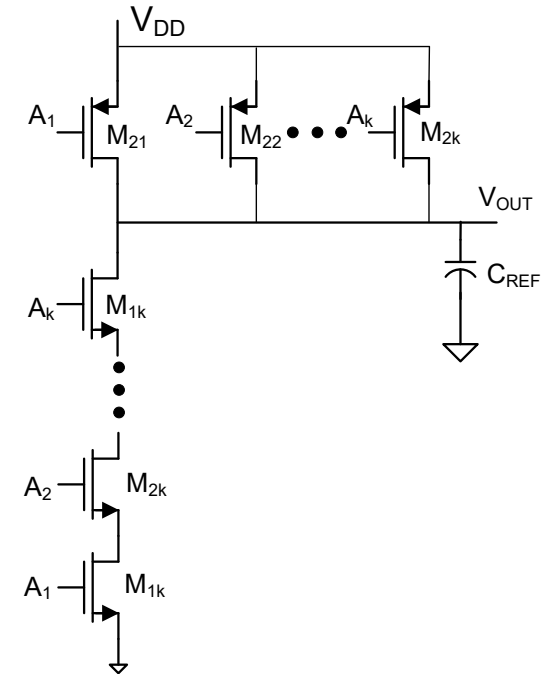 V_DD
A_1 M_21 A_2 M_22 A_k M_2k
V_OUT
C_REF
A_k M_1k
A_2 M_2k
A_1 M_1k